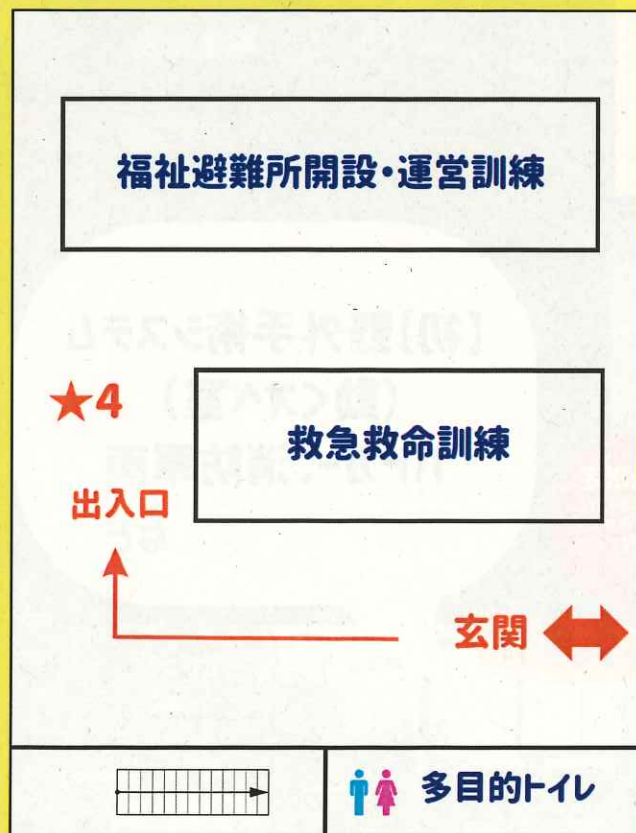 福祉避難所開設・運営訓練
★4
救急救命訓練
出入口
玄関
多目的トイレ